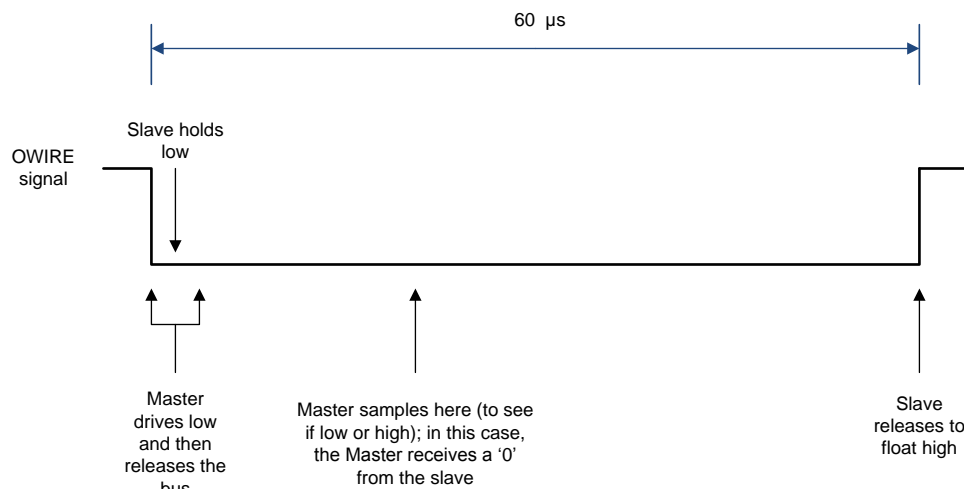 60 µs
Slave holds
low
OWIRE
signal
Master
drives low
and then
releases the
bus
Master samples here (to see
if low or high); in this case,
the Master receives a ‘0’
from the slave
Slave
releases to
float high